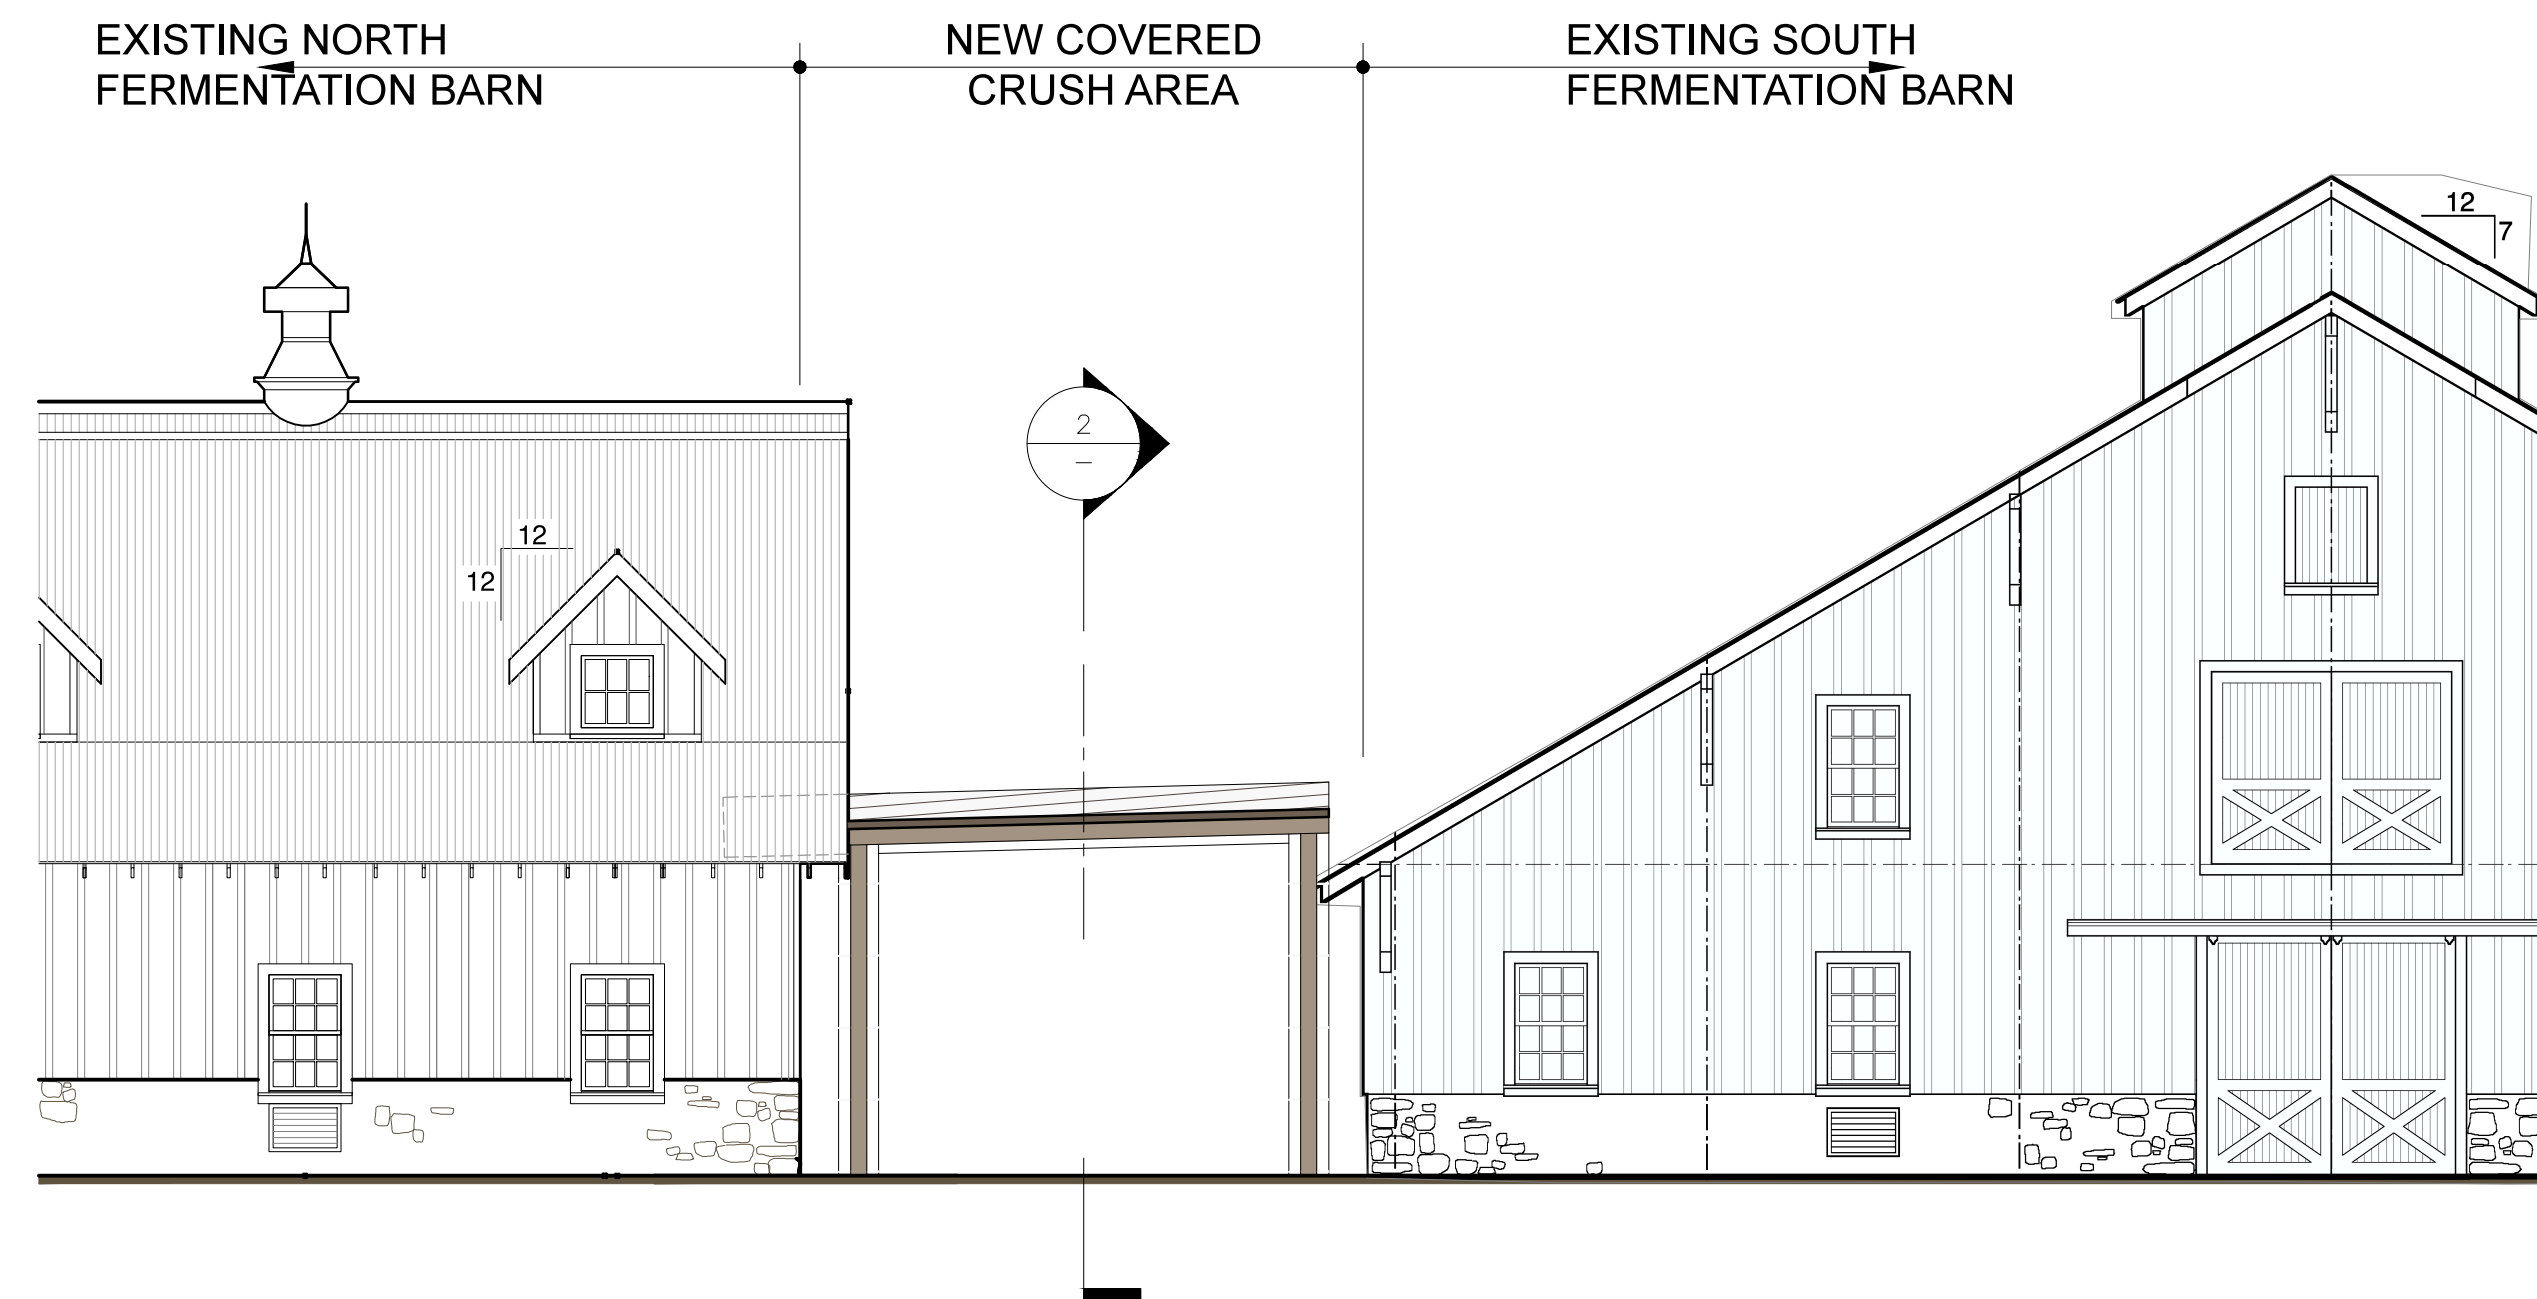 EXISTING NORTH
FERMENTATION BARN
NEW COVERED
CRUSH AREA
EXISTING SOUTH
FERMENTATION BARN
12
7
2
–
12
12